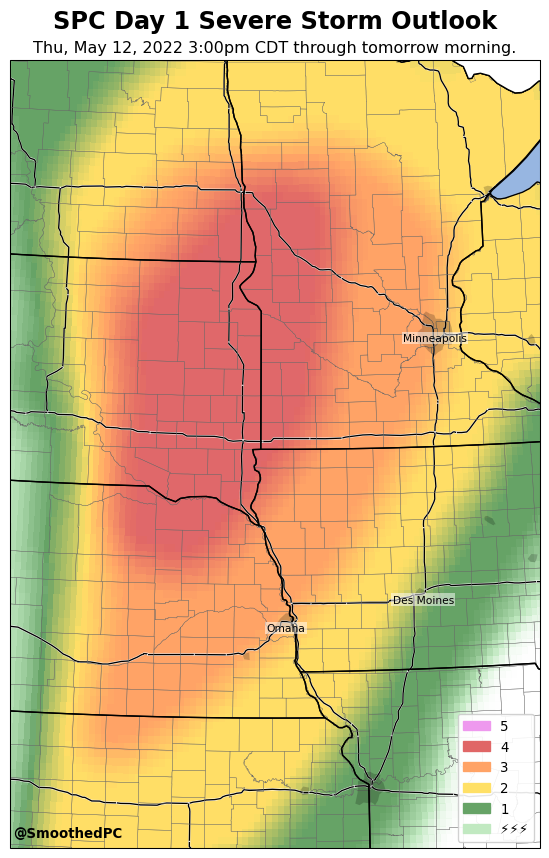 SPC Day 1 Severe Storm Outlook
Thu, May 12, 2022 3:00pm CDT through tomorrow morning.
Minneapolis
Des Moines
Omaha
5
4
3
2
1
⚡⚡⚡
@SmoothedPC